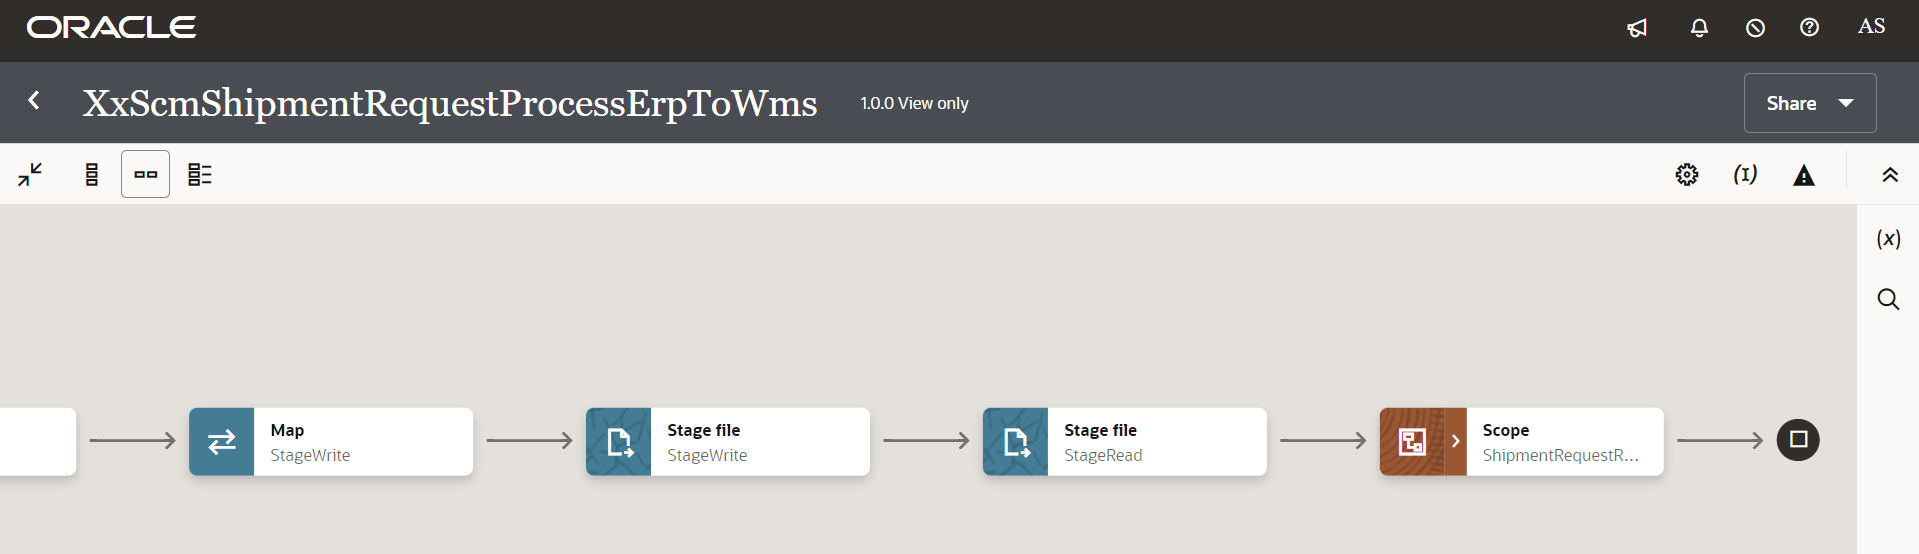 ORACLE
AS
XxScmShipmentRequestProcessErpToWms
1.0.0 View only
Share
(I)
(x)
Map
StageWrite
Stage file
StageWrite
Stage file
StageRead
Scope
ShipmentRequestR...